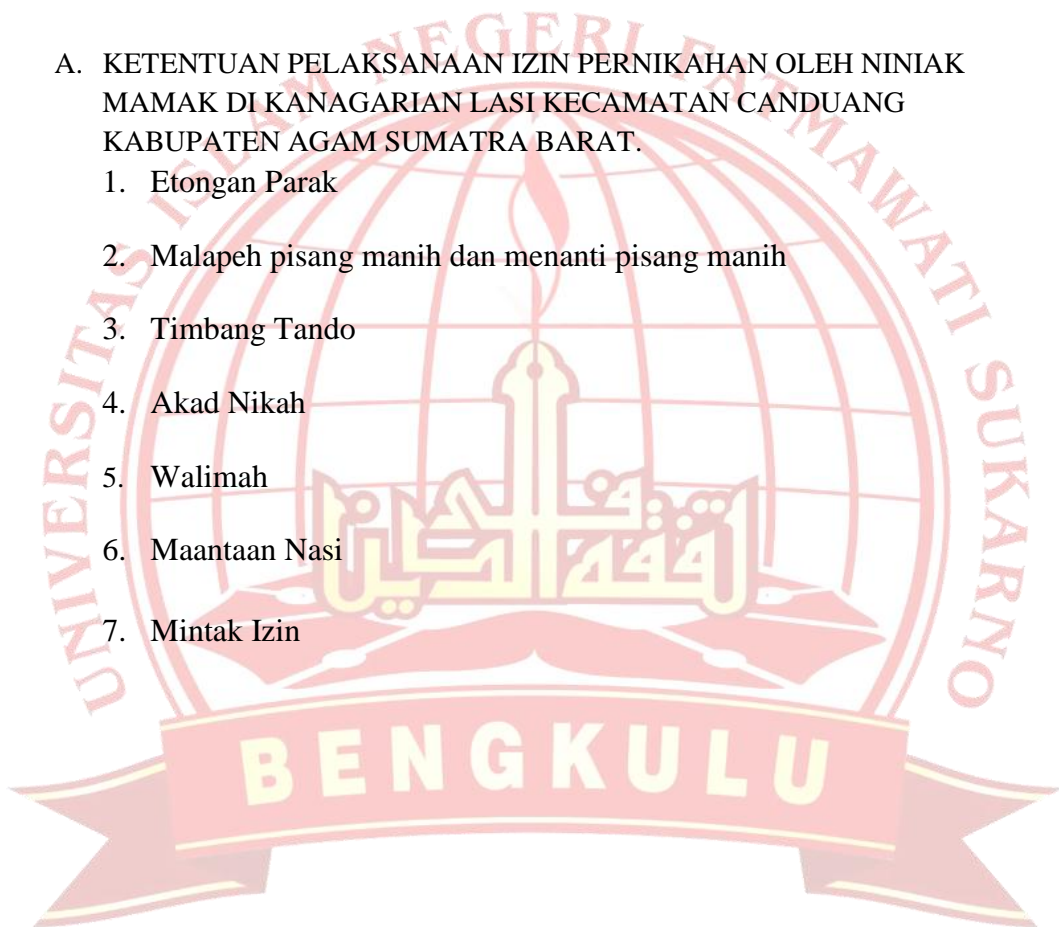 UNIVERSITAS ISLAM NEGERI FATMAWATI SUKARNO
A. KETENTUAN PELAKSANAAN IZIN PERNIKAHAN OLEH NINIAK
MAMAK DI KANAGARIAN LASI KECAMATAN CANDUANG
KABUPATEN AGAM SUMATRA BARAT.
1. Etongan Parak
2. Malapeh pisang manih dan menanti pisang manih
3. Timbang Tando
4. Akad Nikah
5. Walimah
6. Maantaan Nasi
7. Mintak Izin
BENGKULU